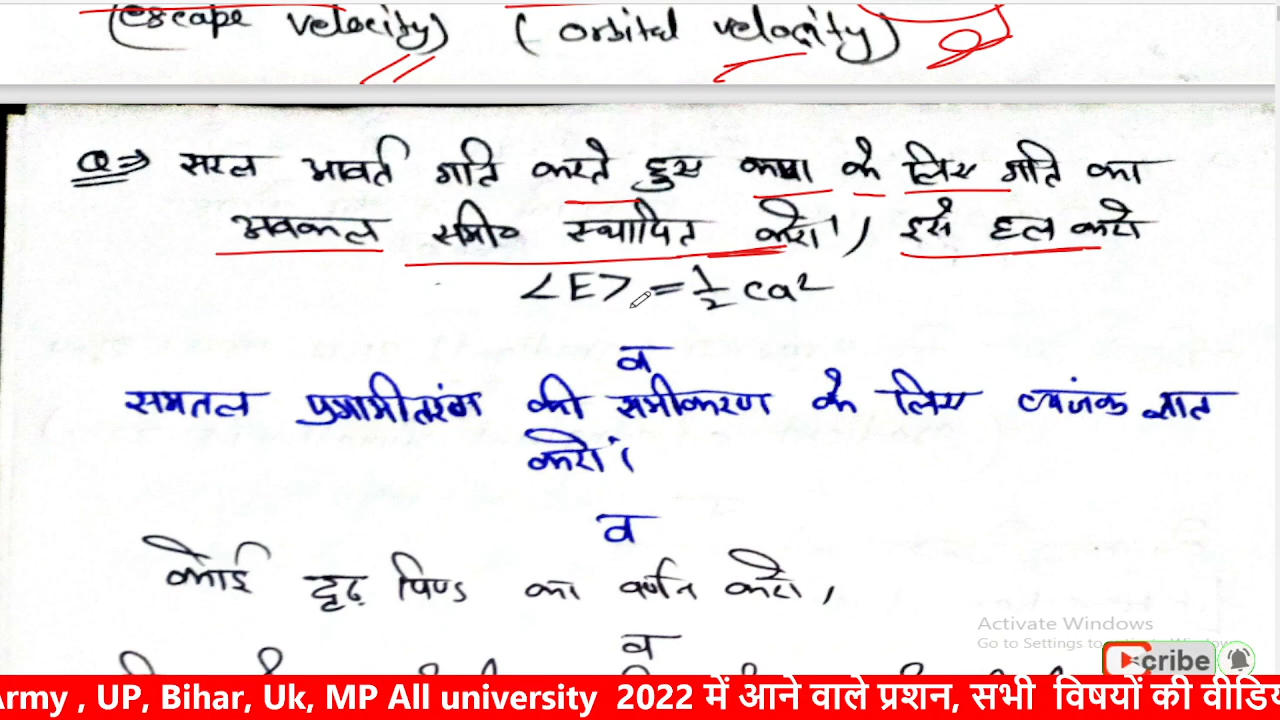 (escape velocity) (orbital velocity)
Q⇒ सरल आवर्त गति करते हुए कण के लिए गति का
अवकल समी० स्थापित करो।, इसे हल करो
<E> = ½ ca²
व
समतल प्रगामीतरंग की समीकरण के लिए व्यंजक ज्ञात
करो।
व
कोई दृढ़ पिण्ड का वर्णन करो,
व
Activate Windows
Go to Settings to
cribe
Army , UP, Bihar, Uk, MP All university 2022 में आने वाले प्रशन, सभी विषयों की वीडि